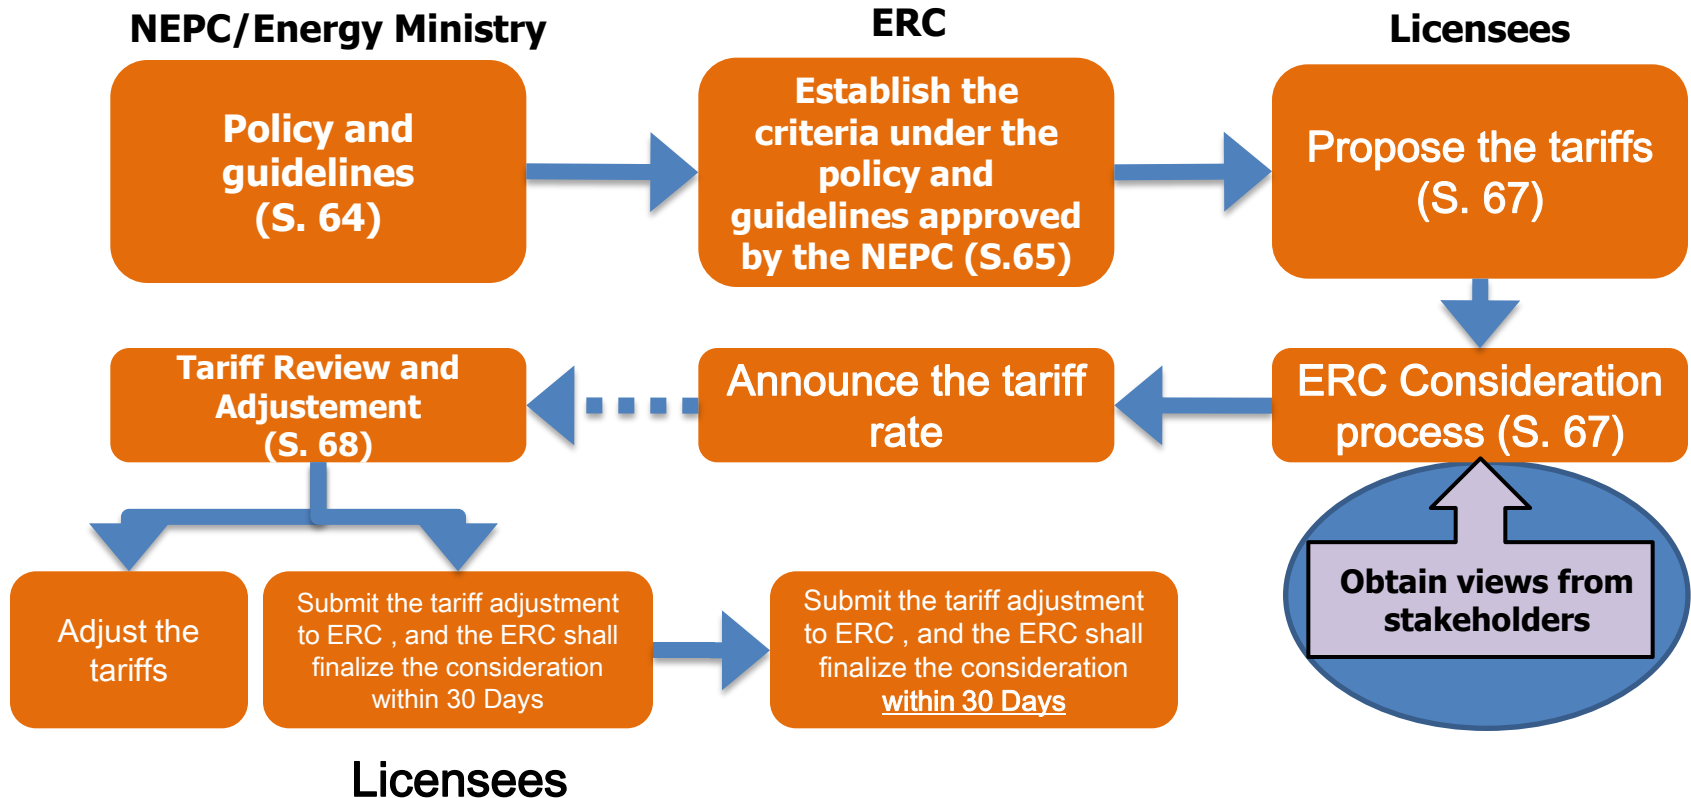 NEPC/Energy Ministry
ERC
Licensees
Policy and
guidelines
(S. 64)
Establish the
criteria under the
policy and
guidelines approved
by the NEPC (S.65)
Propose the tariffs
(S. 67)
Tariff Review and
Adjustement
(S. 68)
Announce the tariff
rate
ERC Consideration
process (S. 67)
Obtain views from
stakeholders
Adjust the
tariffs
Submit the tariff adjustment
to ERC , and the ERC shall
finalize the consideration
within 30 Days
Submit the tariff adjustment
to ERC , and the ERC shall
finalize the consideration
within 30 Days
Licensees